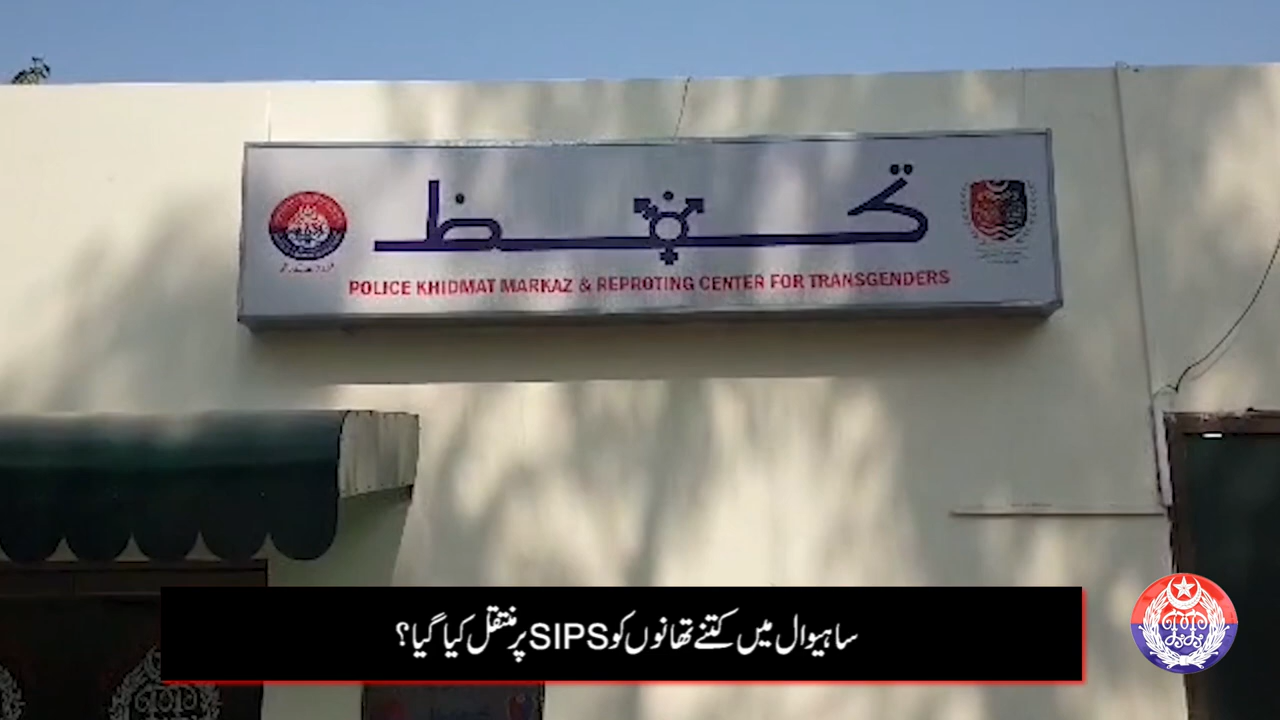 تحفظ
POLICE KHIDMAT MARKAZ & REPROTING CENTER FOR TRANSGENDERS
ساہیوال میں کتنے تھانوں کو SIPS پر منتقل کیا گیا؟